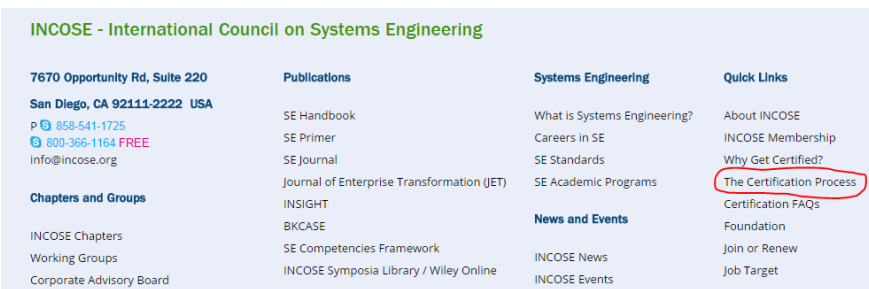 INCOSE - International Council on Systems Engineering
7670 Opportunity Rd, Suite 220
San Diego, CA 92111-2222 USA
P 858-541-1725
800-366-1164 FREE
info@incose.org
Chapters and Groups
INCOSE Chapters
Working Groups
Corporate Advisory Board
Publications
SE Handbook
SE Primer
SE Journal
Journal of Enterprise Transformation (JET)
INSIGHT
BKCASE
SE Competencies Framework
INCOSE Symposia Library / Wiley Online
Systems Engineering
What is Systems Engineering?
Careers in SE
SE Standards
SE Academic Programs
News and Events
INCOSE News
INCOSE Events
Quick Links
About INCOSE
INCOSE Membership
Why Get Certified?
The Certification Process
Certification FAQs
Foundation
Join or Renew
Job Target